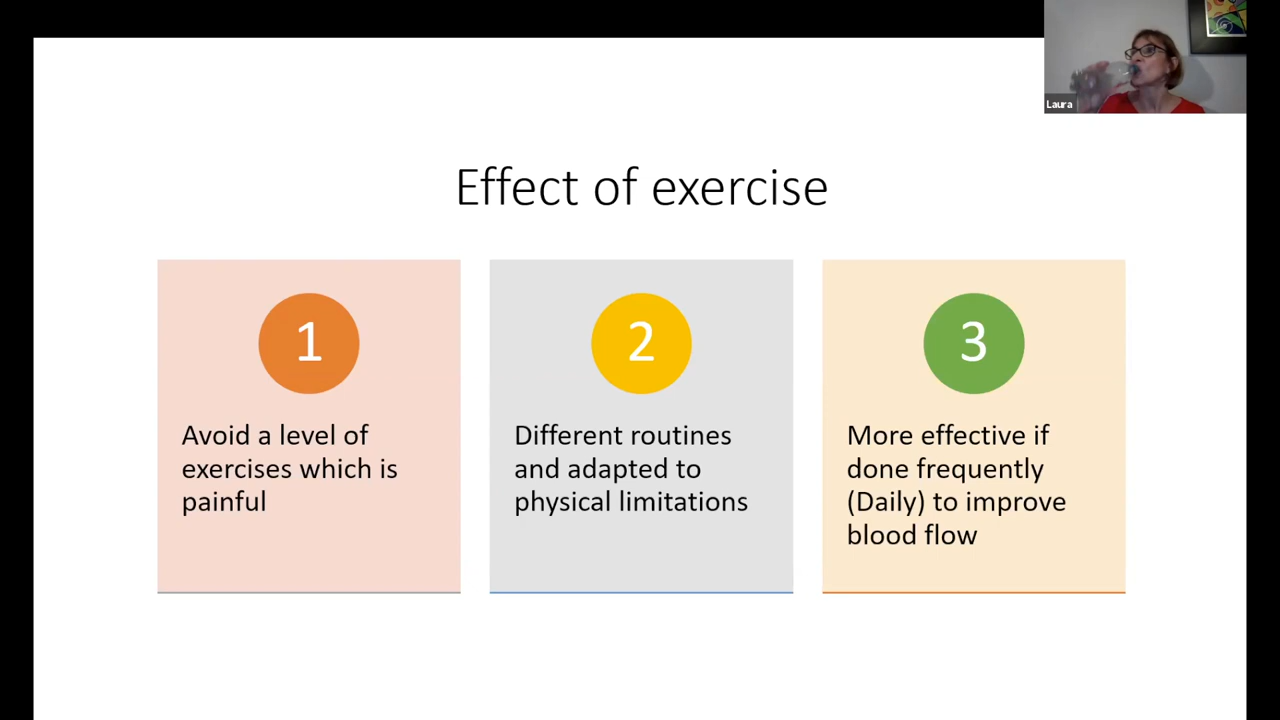 Laura
Effect of exercise
1
Avoid a level of
exercises which is
painful
2
Different routines
and adapted to
physical limitations
3
More effective if
done frequently
(Daily) to improve
blood flow